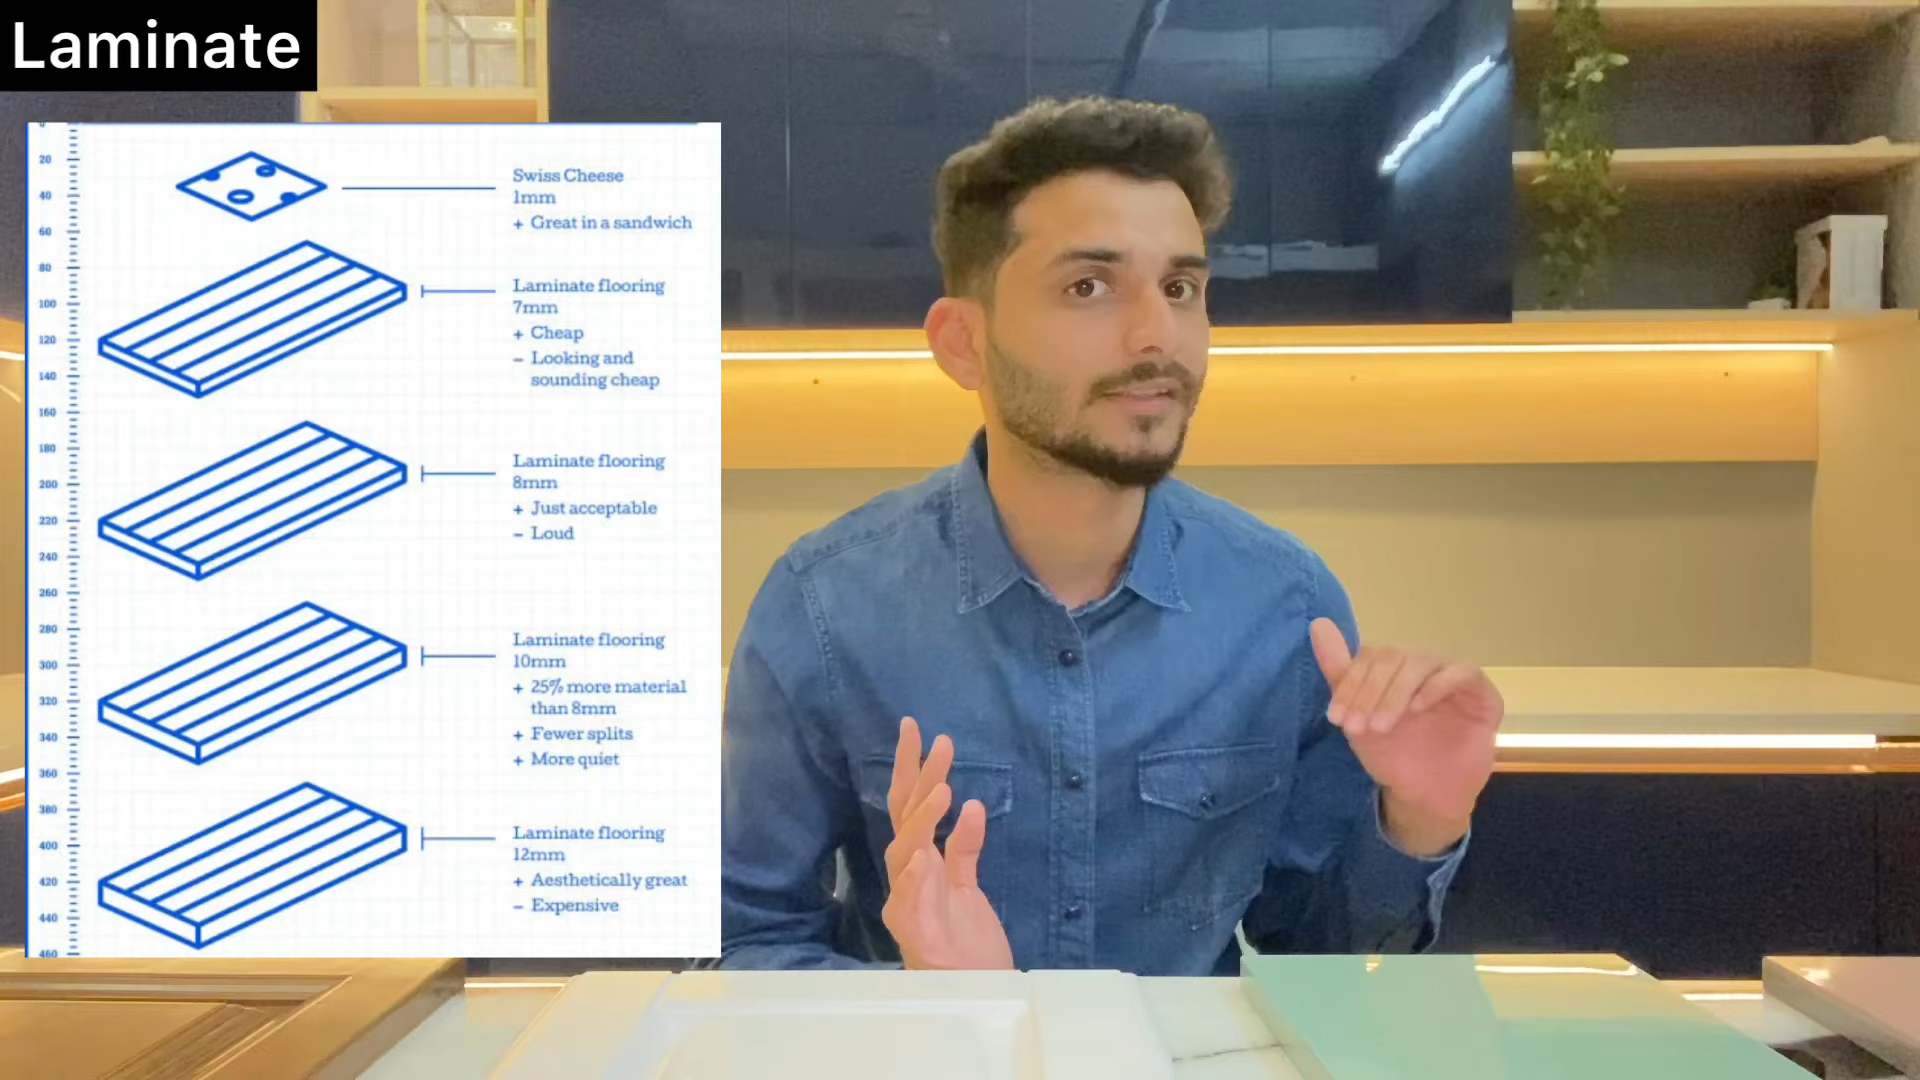 Laminate
0
20
40
60
80
100
120
140
160
180
200
220
240
260
280
300
320
340
360
380
400
420
440
460
Swiss Cheese
1mm
+ Great in a sandwich
Laminate flooring
7mm
+ Cheap
– Looking and
sounding cheap
Laminate flooring
8mm
+ Just acceptable
– Loud
Laminate flooring
10mm
+ 25% more material
than 8mm
+ Fewer splits
+ More quiet
Laminate flooring
12mm
+ Aesthetically great
– Expensive